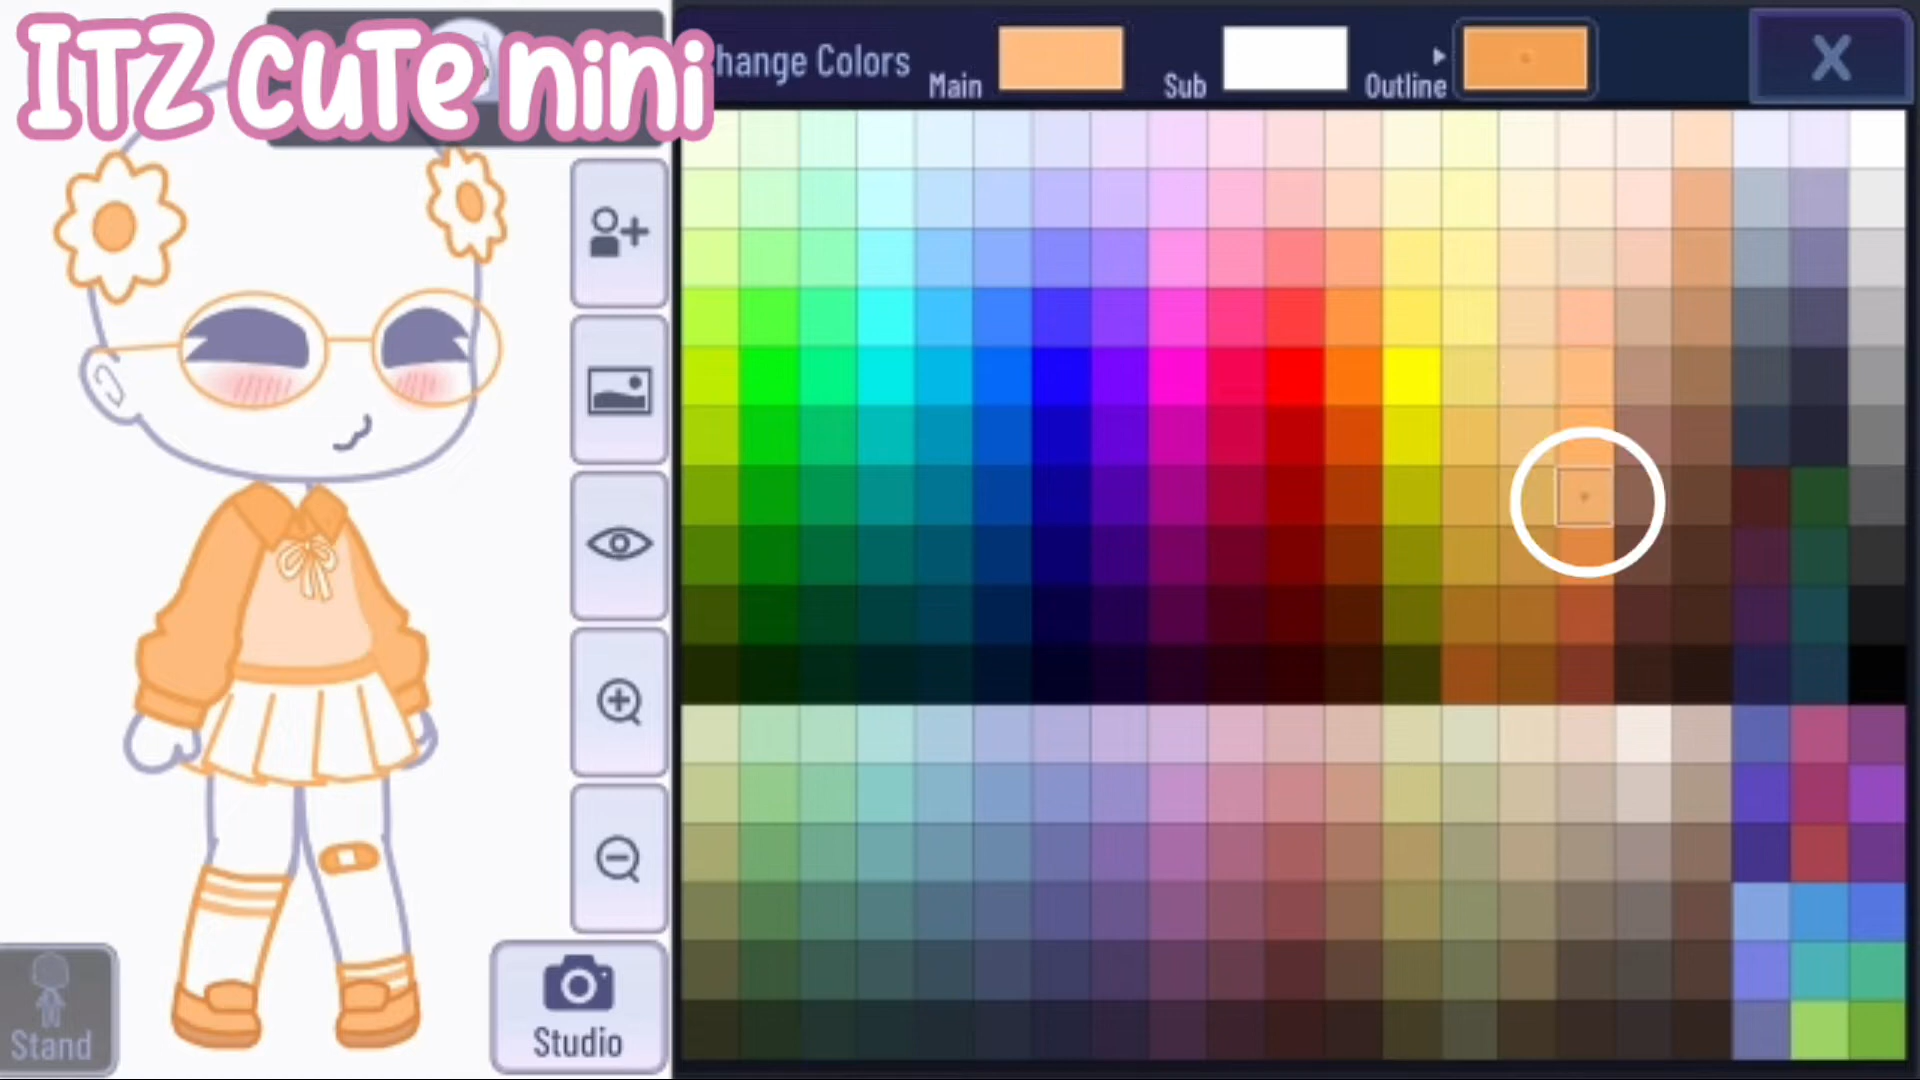 ITZ cuTe nini
hange Colors
Main
Sub
Outline
X
Studio
Stand